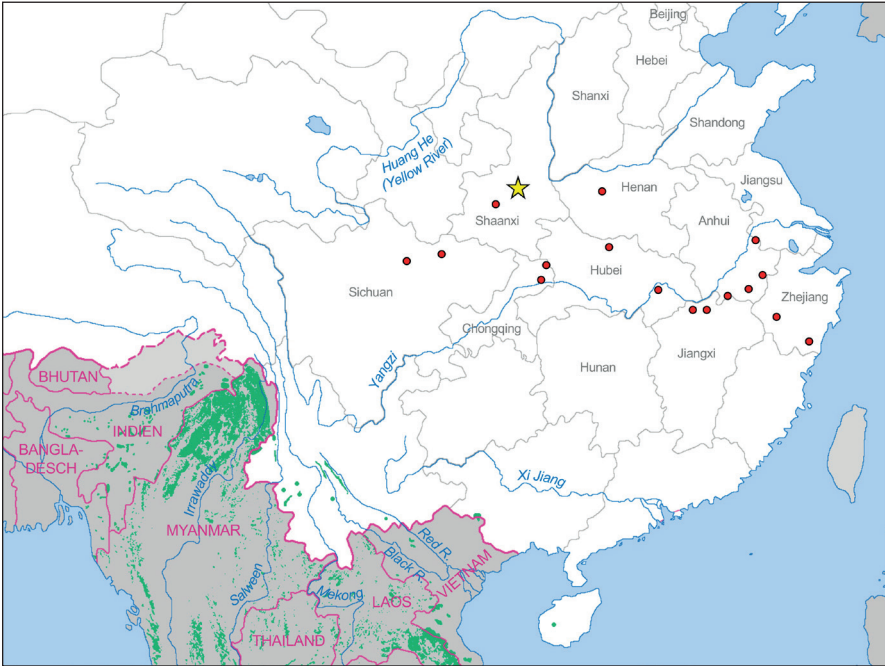 Beijing
Hebei
Shanxi
Shandong
Huang He
(Yellow River)
Henan
Jiangsu
Shaanxi
Anhui
Hubei
Sichuan
Zhejiang
Chongqing
Yangzi
Jiangxi
Hunan
BHUTAN
Brahmaputra
INDIEN
BANGLA-
DESCH
Xi Jiang
Irrawaddy
MYANMAR
Red R.
Black R.
VIETNAM
Salween
Mekong
LAOS
THAILAND